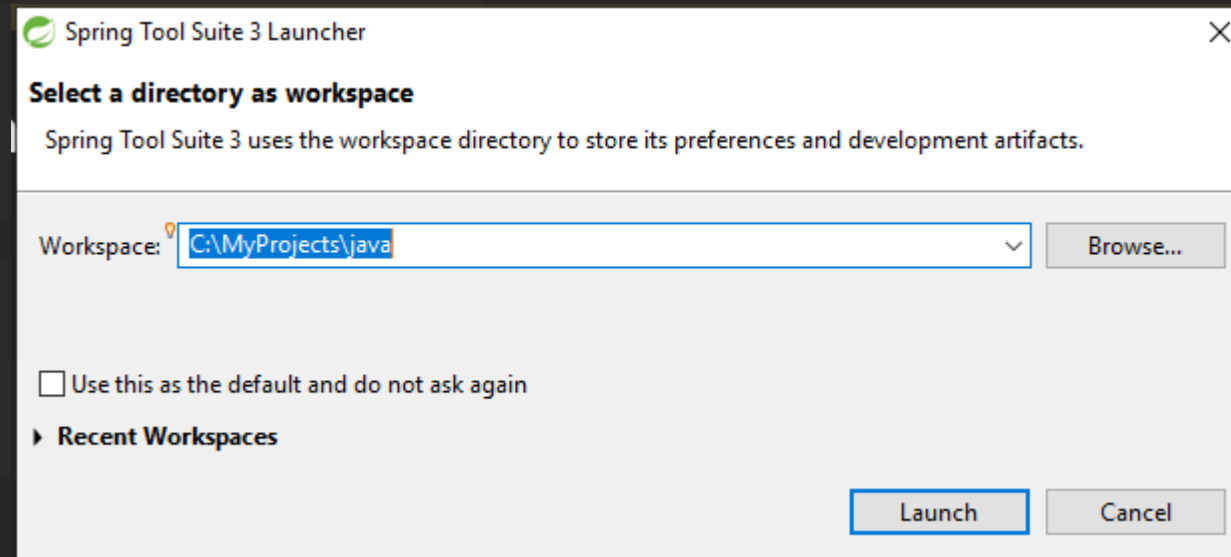 Spring Tool Suite 3 Launcher
Select a directory as workspace
Spring Tool Suite 3 uses the workspace directory to store its preferences and development artifacts.
Workspace: C:\MyProjects\java Browse...
Use this as the default and do not ask again
Recent Workspaces
Launch Cancel